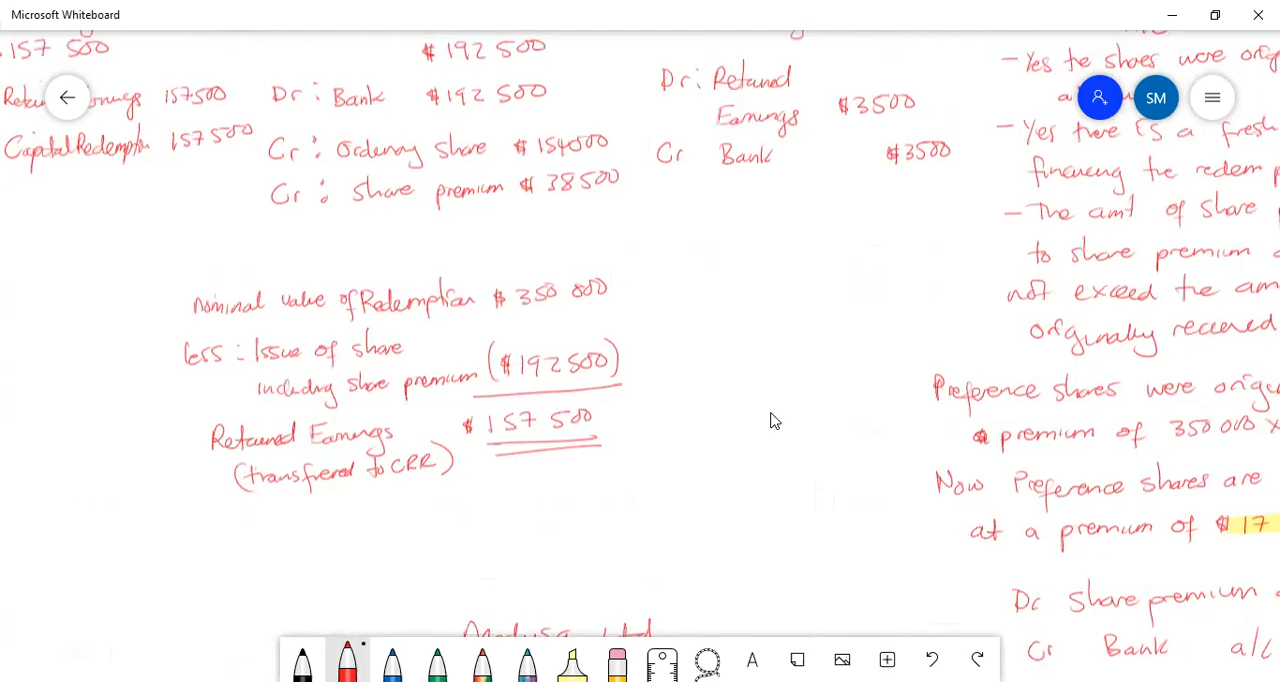 Microsoft Whiteboard
157 500
Earnings 157500
Capital Redemption 157500
$ 192 500
Dr : Bank $ 192 500
Cr : Ordinary share $ 154000
Cr : share premium $ 38500
Dr : Retained
Earnings $3500
Cr Bank $3500
SM
nominal value of Redemption $ 350 000
less : Issue of share
including share premium ($ 192 500)
$ 157 500
Retained Earnings
(transfrered to CRR)
- Yes te shares were orig
- Yes there is a fresh
financing the redem p
- The amt of share p
to share premium a
not exceed the am
originally received
Preference shares were origi
premium of 350 000 x
Now Preference shares are
at a premium of $ 17
Dr Share premium a
Cr Bank a/c
Medusa Ltd
A